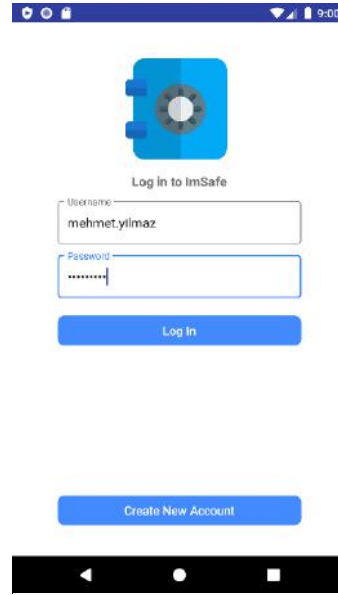 9:00
Log in to ImSafe
Username
mehmet.yilmaz
Password
•••••••••
Log In
Create New Account